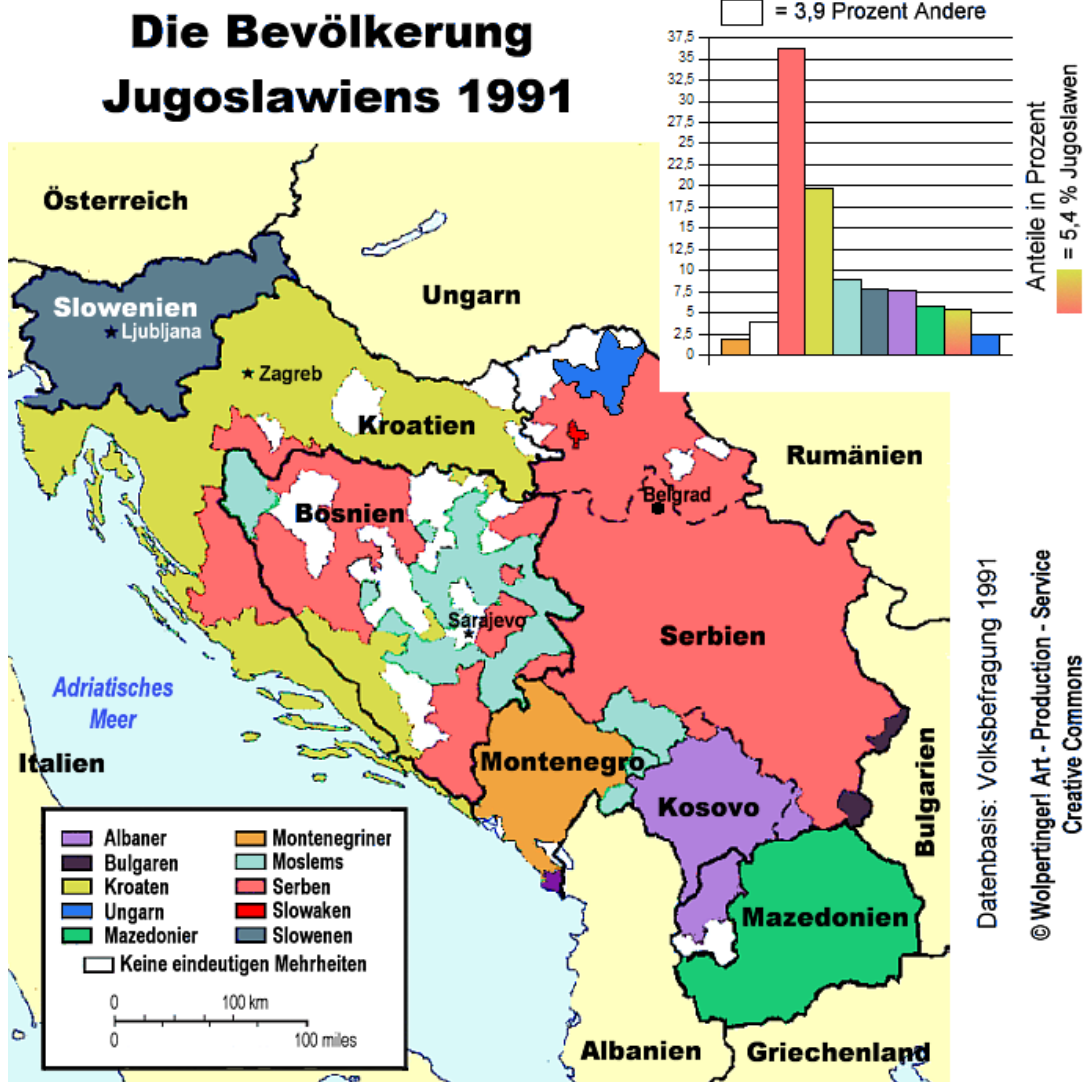 Die Bevölkerung
Jugoslawiens 1991
= 3,9 Prozent Andere
37,5
35
32,5
30
27,5
25
22,5
20
17,5
15
12,5
10
7,5
5
2,5
0
Anteile in Prozent
= 5,4 % Jugoslawen
Österreich
Ungarn
Slowenien
Ljubljana
Zagreb
Kroatien
Rumänien
Belgrad
Bosnien
Sarajevo
Serbien
Adriatisches
Meer
Italien
Montenegro
Kosovo
Bulgarien
Mazedonien
Albanien
Griechenland
Albaner
Bulgaren
Kroaten
Ungarn
Mazedonier
Montenegriner
Moslems
Serben
Slowaken
Slowenen
Keine eindeutigen Mehrheiten
0 100 km
0 100 miles
Datenbasis: Volksbefragung 1991
© Wolpertinger! Art - Production - Service
Creative Commons